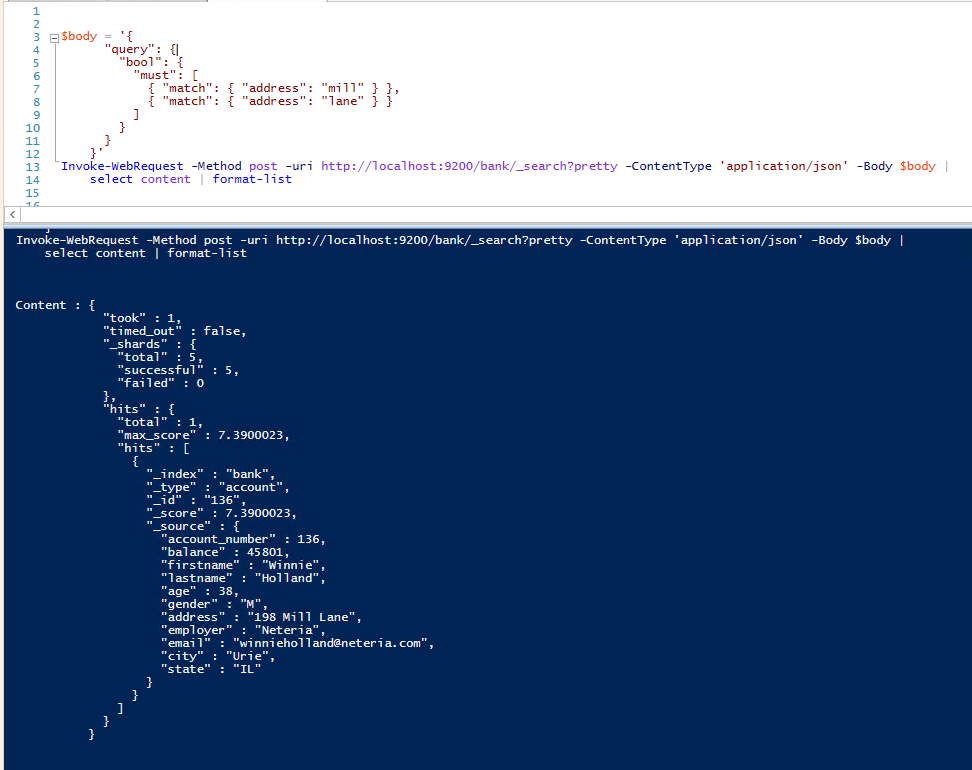 1
2
3 $body = '{
4 "query": {
5 "bool": {
6 "must": [
7 { "match": { "address": "mill" } },
8 { "match": { "address": "lane" } }
9 ]
10 }
11 }
12 }'
13 Invoke-WebRequest -Method post -uri http://localhost:9200/bank/_search?pretty -ContentType 'application/json' -Body $body |
14 select content | format-list
15
16
}
Invoke-WebRequest -Method post -uri http://localhost:9200/bank/_search?pretty -ContentType 'application/json' -Body $body |
select content | format-list
Content : {
"took" : 1,
"timed_out" : false,
"_shards" : {
"total" : 5,
"successful" : 5,
"failed" : 0
},
"hits" : {
"total" : 1,
"max_score" : 7.3900023,
"hits" : [
{
"_index" : "bank",
"_type" : "account",
"_id" : "136",
"_score" : 7.3900023,
"_source" : {
"account_number" : 136,
"balance" : 45801,
"firstname" : "Winnie",
"lastname" : "Holland",
"age" : 38,
"gender" : "M",
"address" : "198 Mill Lane",
"employer" : "Neteria",
"email" : "winnieholland@neteria.com",
"city" : "Urie",
"state" : "IL"
}
}
]
}
}